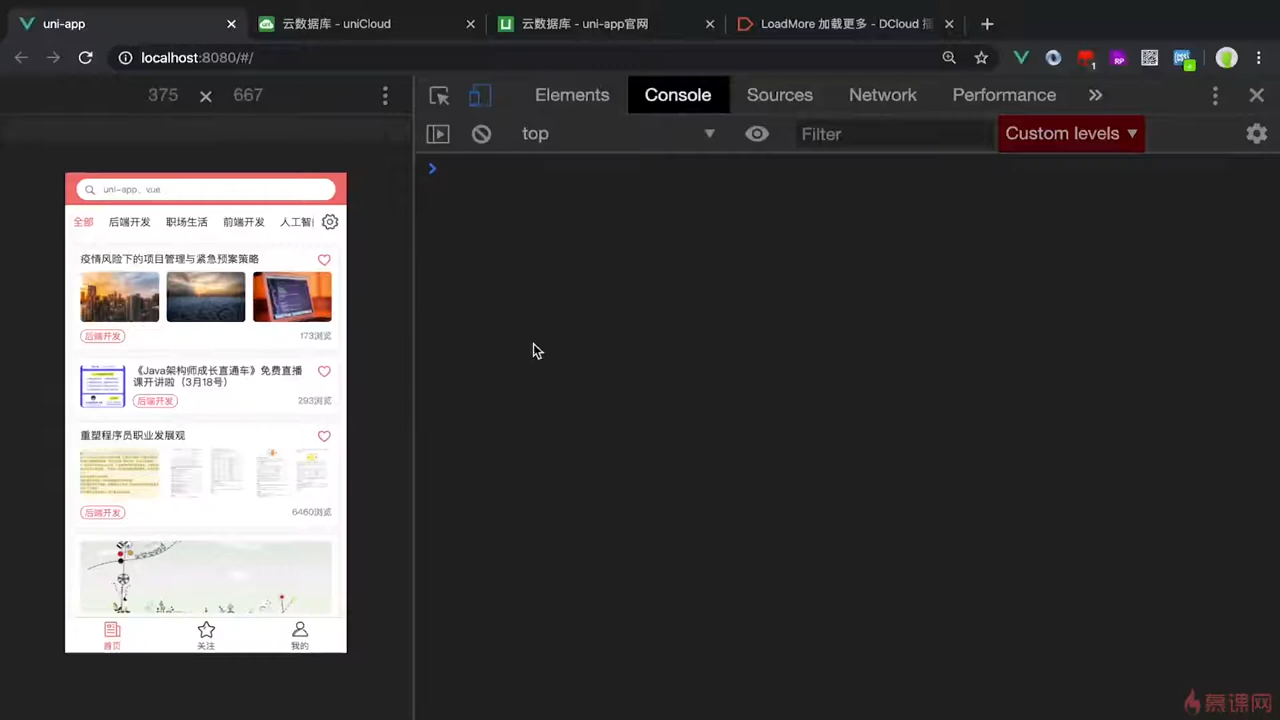 uni-app
云数据库 - uniCloud
云数据库 - uni-app官网
LoadMore 加载更多 - DCloud 插
localhost:8080/#/
375
667
Elements
Console
Sources
Network
Performance
top
Filter
Custom levels
uni-app、vue
全部
后端开发
职场生活
前端开发
人工智
疫情风险下的项目管理与紧急预案策略
后端开发
173浏览
《Java架构师成长直通车》免费直播
课开讲啦（3月18号）
后端开发
293浏览
重塑程序员职业发展观
后端开发
6460浏览
首页
关注
我的
慕课网